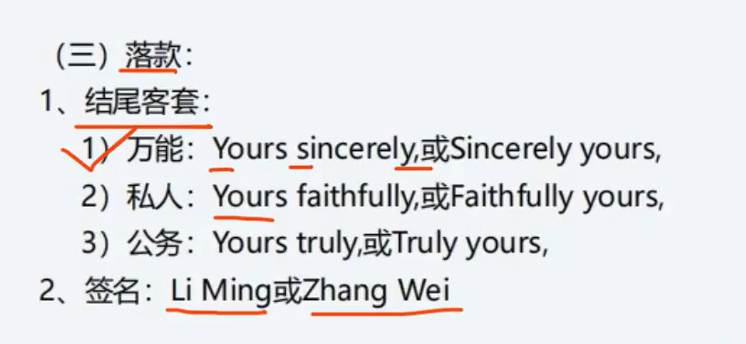 （三）落款：
1、结尾客套：
1）万能：Yours sincerely,或Sincerely yours,
2）私人：Yours faithfully,或Faithfully yours,
3）公务：Yours truly,或Truly yours,
2、签名：Li Ming或Zhang Wei